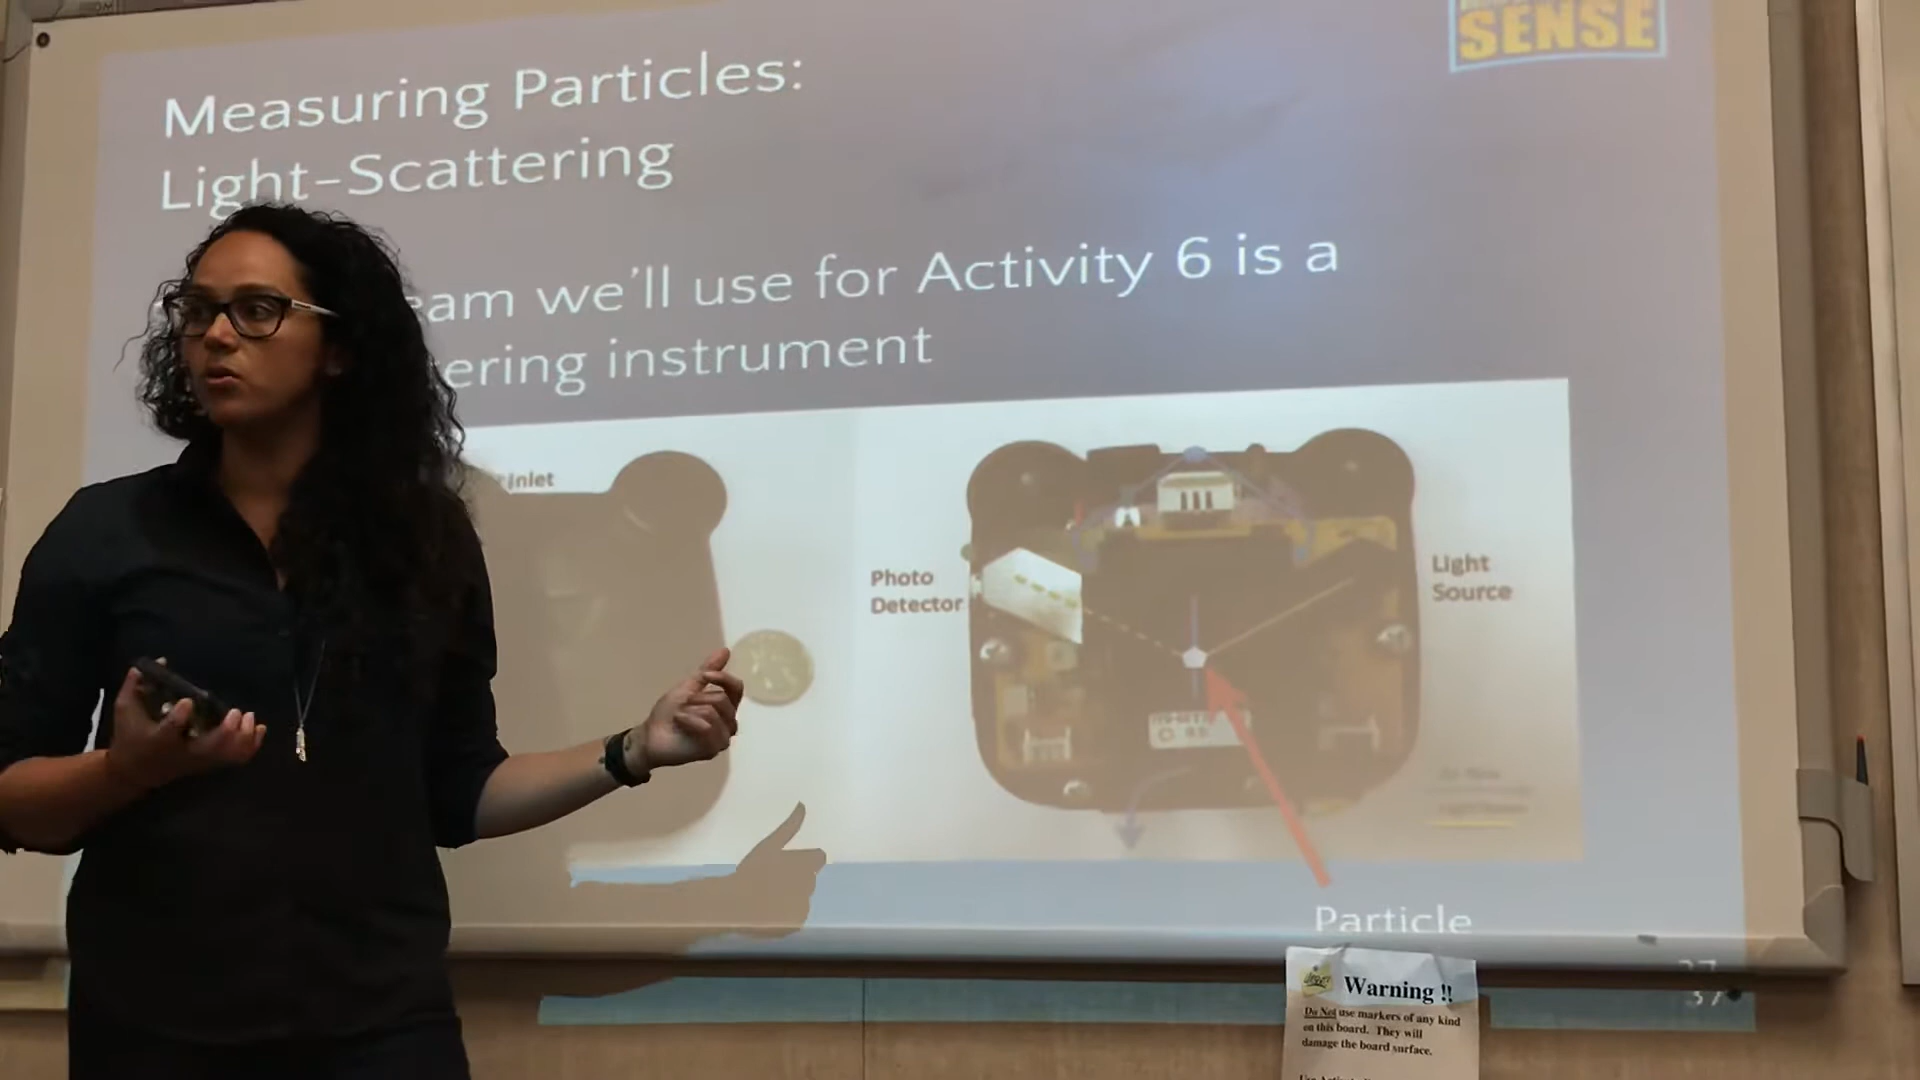 SENSE
Measuring Particles:
Light-Scattering
eam we'll use for Activity 6 is a
ering instrument
Inlet
Photo
Detector
Light
Source
Particle
37
37
Warning !!
Do Not use markers of any kind
on this board. They will
damage the board surface.